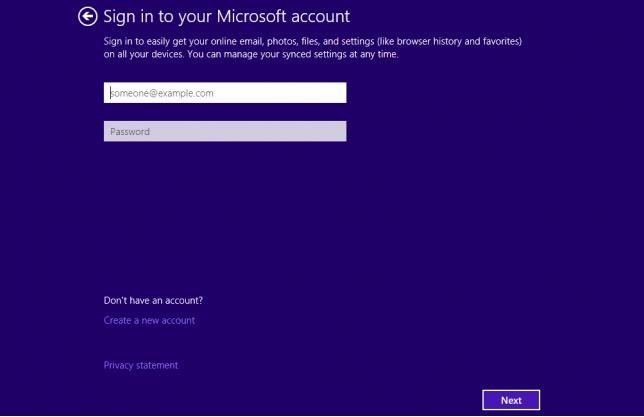 Sign in to your Microsoft account
Sign in to easily get your online email, photos, files, and settings (like browser history and favorites)
on all your devices. You can manage your synced settings at any time.
someone@example.com
Password
Don't have an account?
Create a new account
Privacy statement
Next